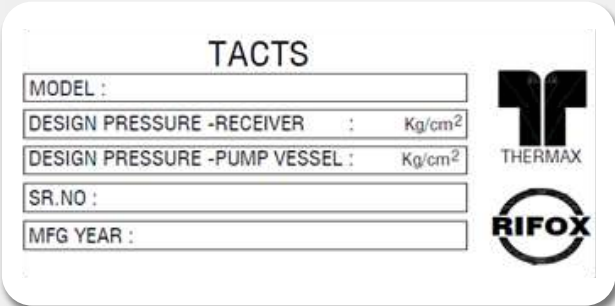 TACTS
MODEL :
DESIGN PRESSURE -RECEIVER : Kg/cm²
DESIGN PRESSURE -PUMP VESSEL : Kg/cm²
SR.NO :
MFG YEAR :
THERMAX
RIFOX